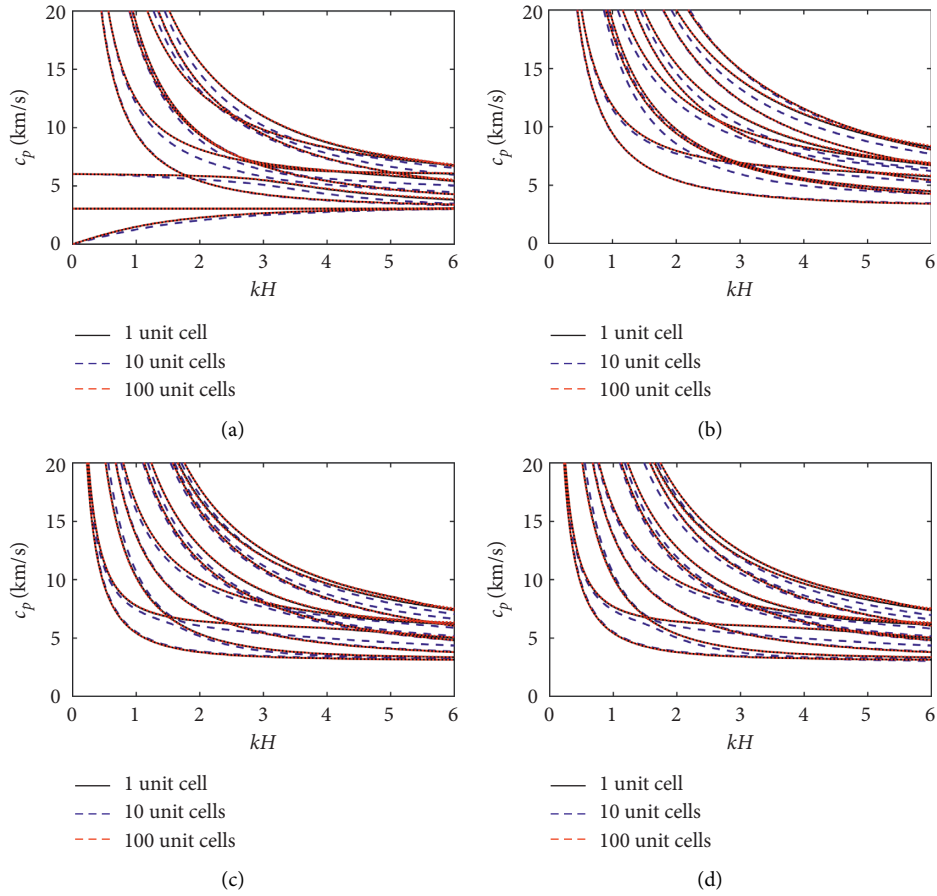 20
15
10
5
0
c_p (km/s)
0 1 2 3 4 5 6
kH
1 unit cell
10 unit cells
100 unit cells
(a)
20
15
10
5
0
c_p (km/s)
0 1 2 3 4 5 6
kH
1 unit cell
10 unit cells
100 unit cells
(b)
20
15
10
5
0
c_p (km/s)
0 1 2 3 4 5 6
kH
1 unit cell
10 unit cells
100 unit cells
(c)
20
15
10
5
0
c_p (km/s)
0 1 2 3 4 5 6
kH
1 unit cell
10 unit cells
100 unit cells
(d)